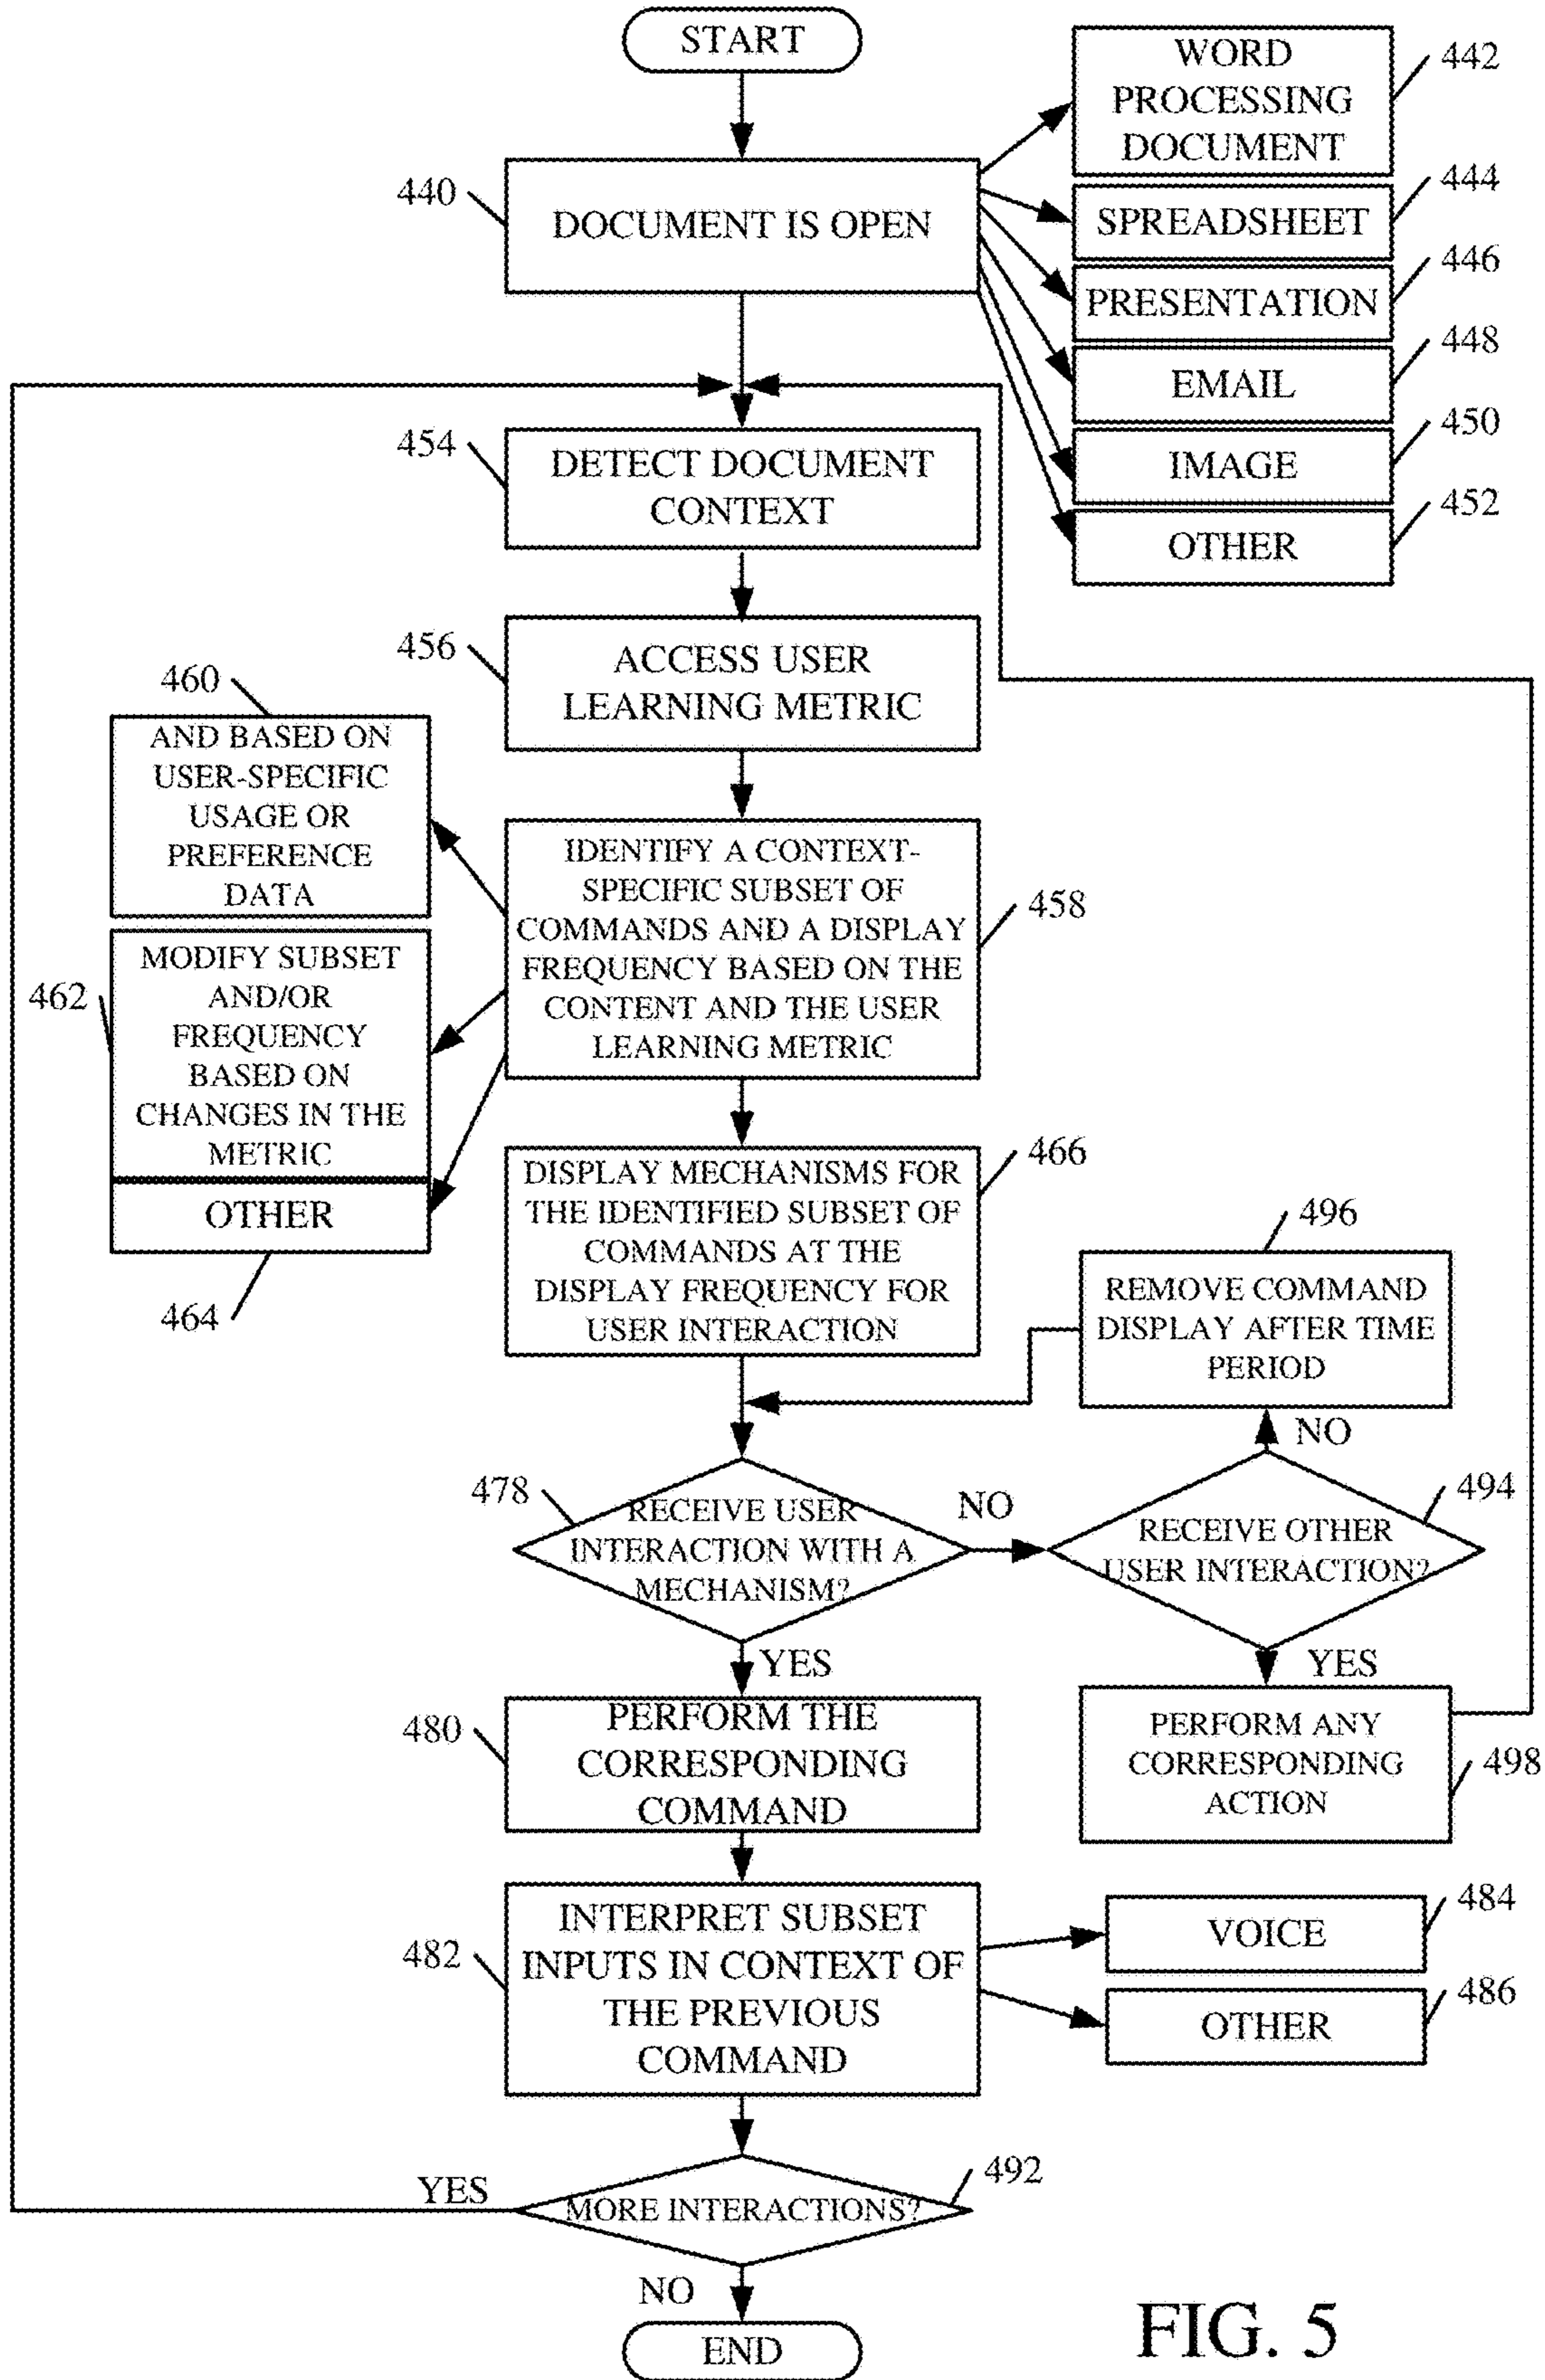 START
WORD
PROCESSING
DOCUMENT
442
440
DOCUMENT IS OPEN
444
SPREADSHEET
446
PRESENTATION
448
EMAIL
450
IMAGE
452
OTHER
454
DETECT DOCUMENT
CONTEXT
456
ACCESS USER
LEARNING METRIC
460
AND BASED ON
USER-SPECIFIC
USAGE OR
PREFERENCE
DATA
IDENTIFY A CONTEXT-
SPECIFIC SUBSET OF
COMMANDS AND A DISPLAY
FREQUENCY BASED ON THE
CONTENT AND THE USER
LEARNING METRIC
458
462
MODIFY SUBSET
AND/OR
FREQUENCY
BASED ON
CHANGES IN THE
METRIC
OTHER
464
DISPLAY MECHANISMS FOR
THE IDENTIFIED SUBSET OF
COMMANDS AT THE
DISPLAY FREQUENCY FOR
USER INTERACTION
466
496
REMOVE COMMAND
DISPLAY AFTER TIME
PERIOD
NO
478
RECEIVE USER
INTERACTION WITH A
MECHANISM?
NO
494
RECEIVE OTHER
USER INTERACTION?
YES
YES
480
PERFORM THE
CORRESPONDING
COMMAND
PERFORM ANY
CORRESPONDING
ACTION
498
482
INTERPRET SUBSET
INPUTS IN CONTEXT OF
THE PREVIOUS
COMMAND
484
VOICE
486
OTHER
YES
MORE INTERACTIONS?
492
NO
END
FIG. 5